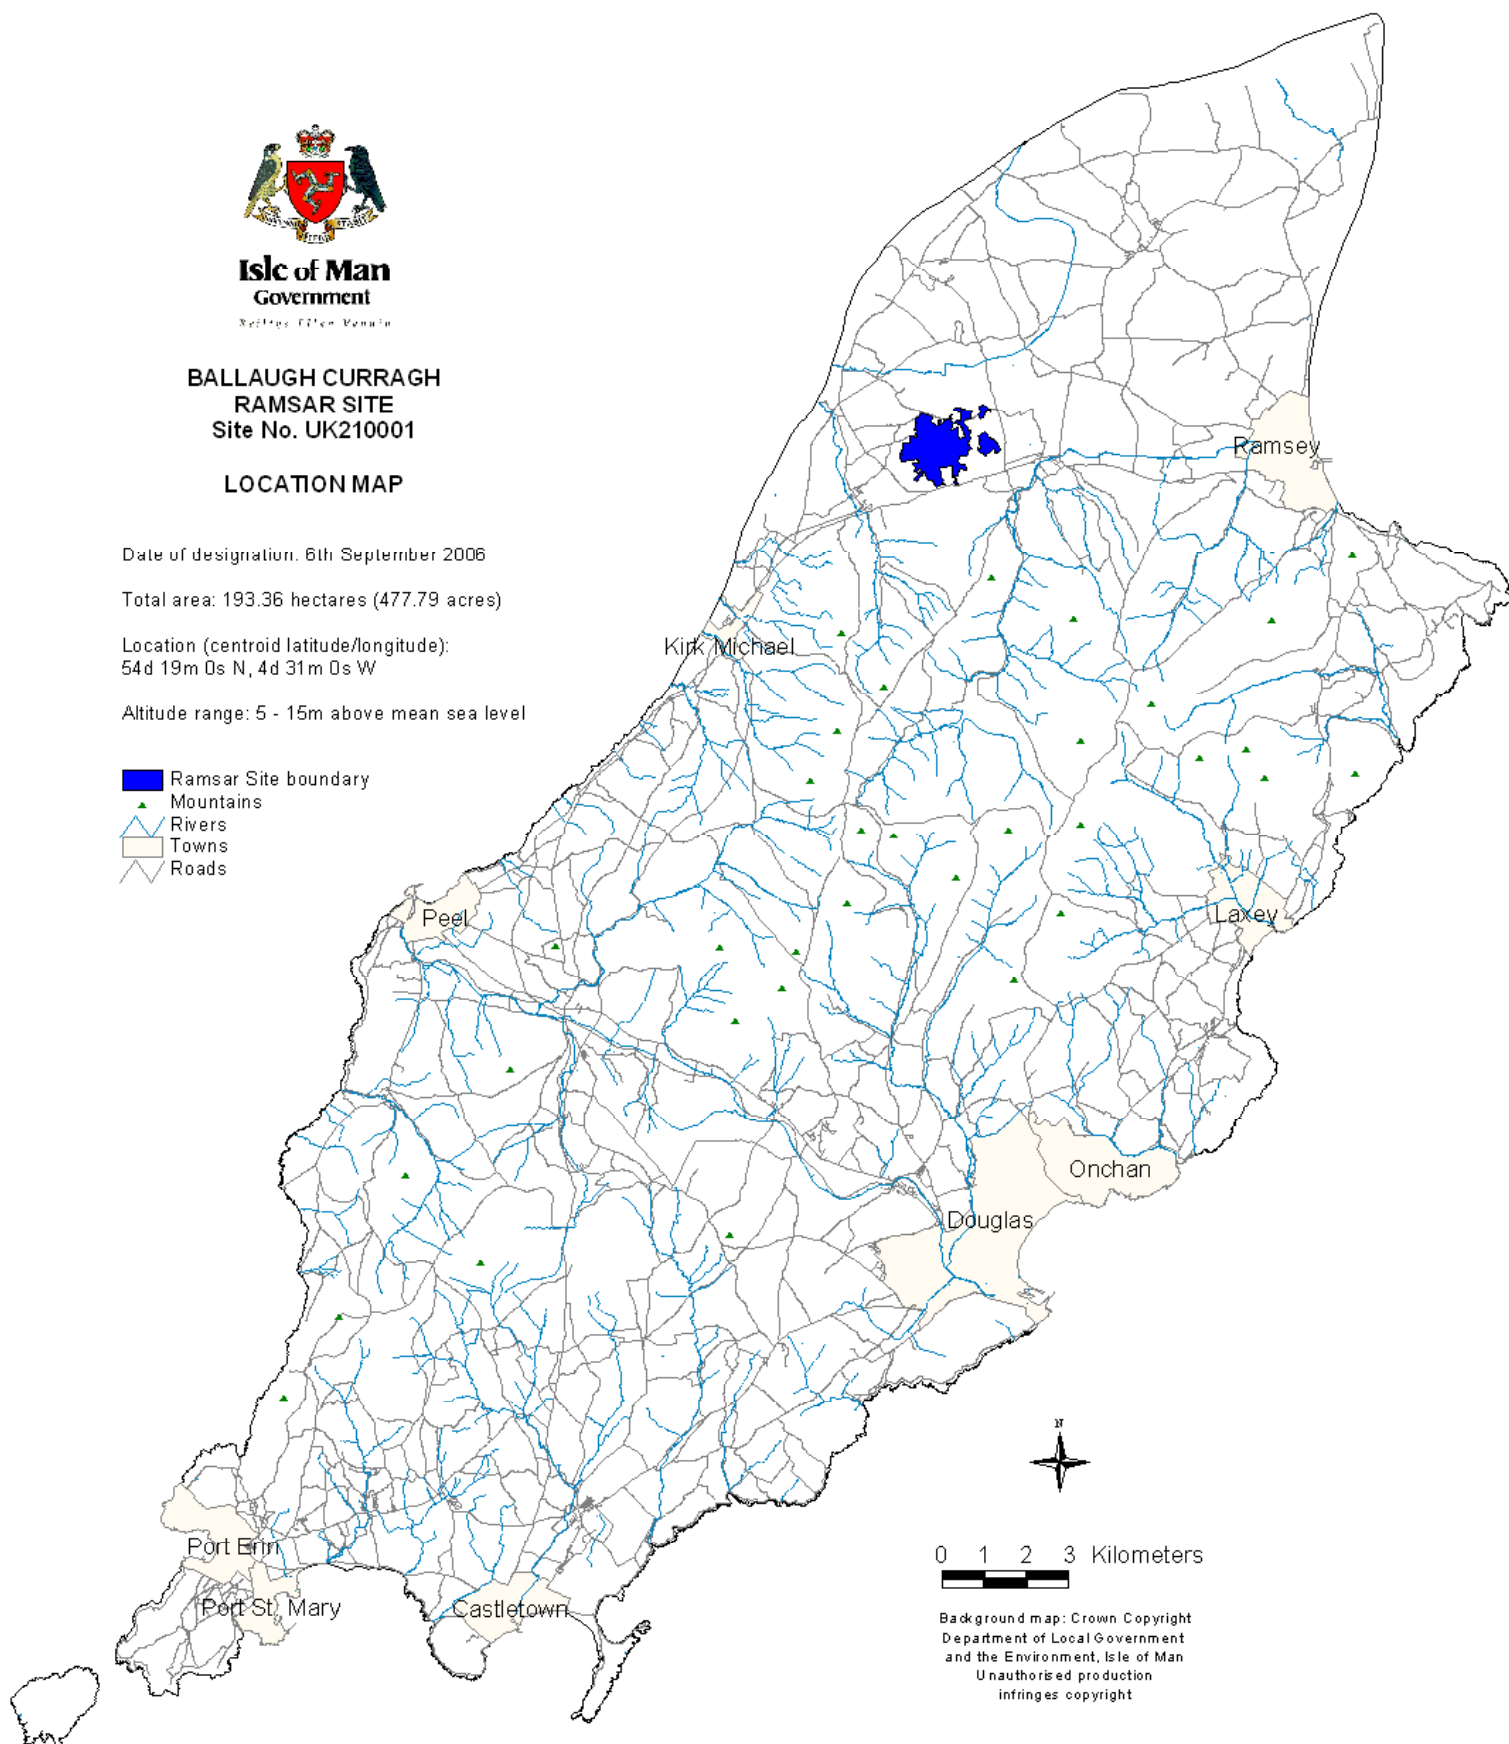 Isle of Man
Government
Reiltys Ellan Vannin
BALLAUGH CURRAGH
RAMSAR SITE
Site No. UK210001
LOCATION MAP
Date of designation: 6th September 2006
Total area: 193.36 hectares (477.79 acres)
Location (centroid latitude/longitude):
54d 19m 0s N, 4d 31m 0s W
Altitude range: 5 - 15m above mean sea level
Ramsar Site boundary
Mountains
Rivers
Towns
Roads
Ramsey
Kirk Michael
Peel
Laxey
Onchan
Douglas
Port Erin
Port St. Mary
Castletown
N
0 1 2 3 Kilometers
Background map: Crown Copyright
Department of Local Government
and the Environment, Isle of Man
Unauthorised production
infringes copyright